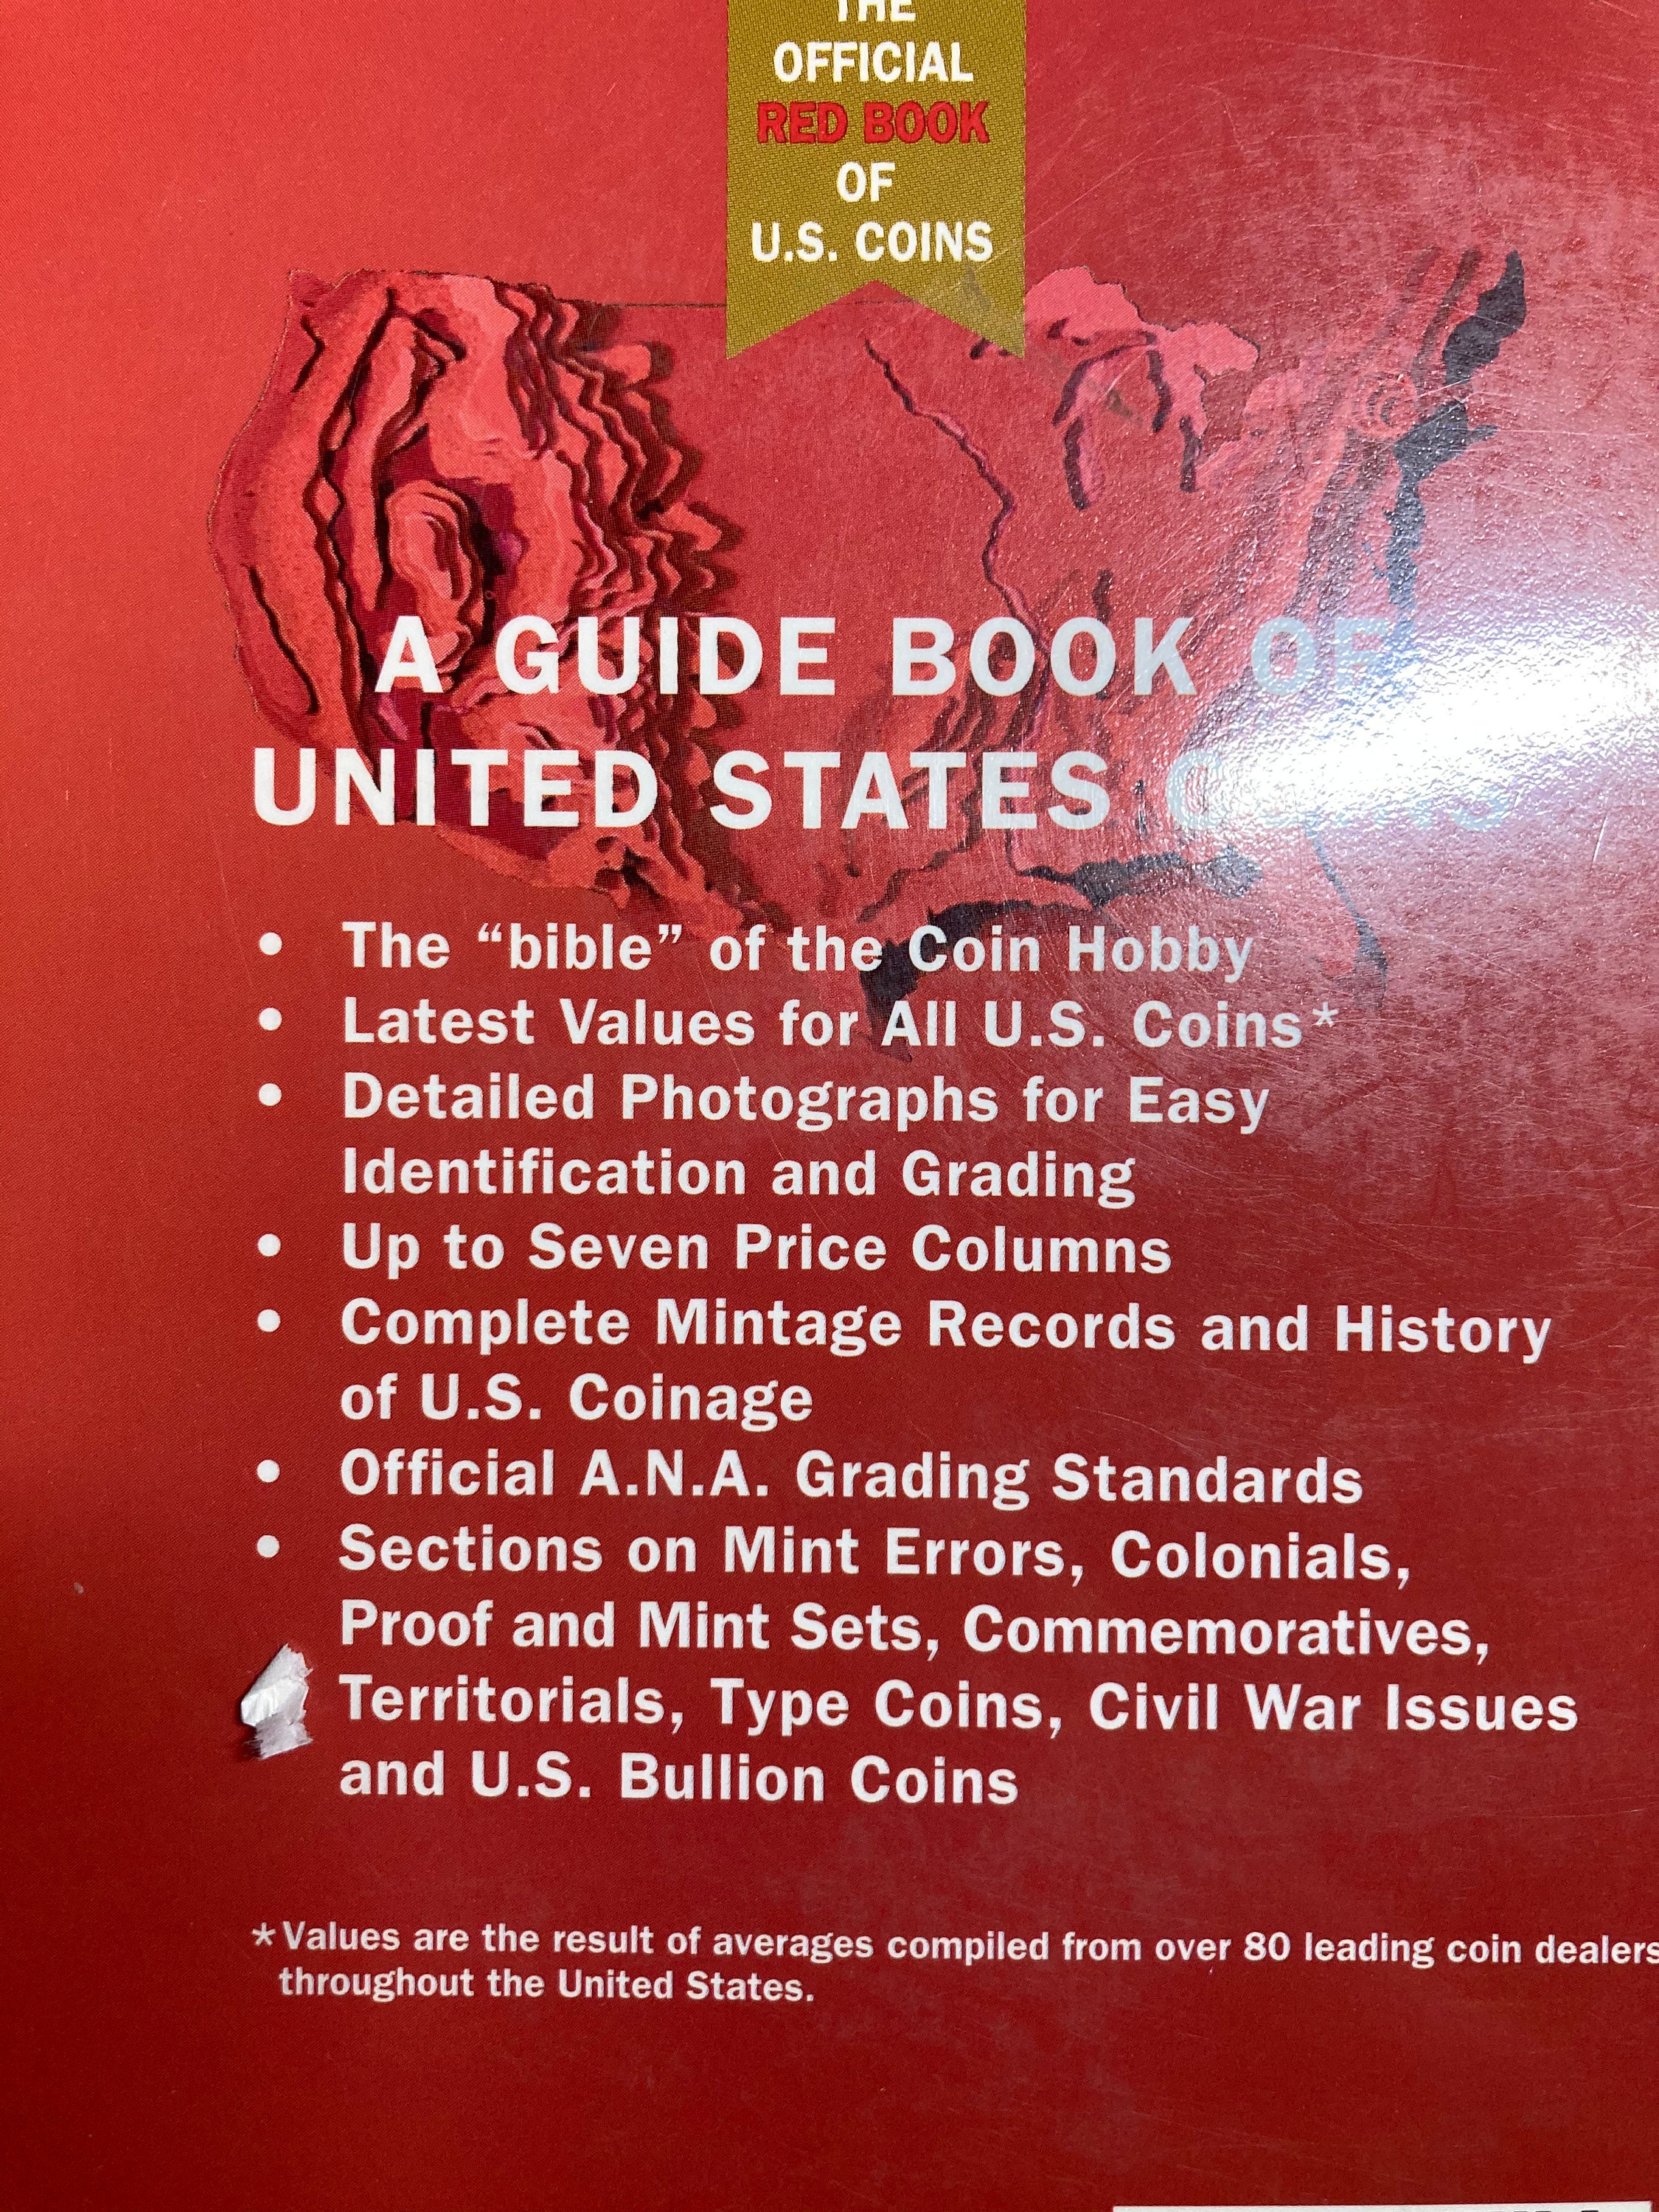 THE
OFFICIAL
RED BOOK
OF
U.S. COINS
A GUIDE BOOK OF
UNITED STATES COINS
• The “bible” of the Coin Hobby
• Latest Values for All U.S. Coins*
• Detailed Photographs for Easy
Identification and Grading
• Up to Seven Price Columns
• Complete Mintage Records and History
of U.S. Coinage
• Official A.N.A. Grading Standards
• Sections on Mint Errors, Colonials,
Proof and Mint Sets, Commemoratives,
Territorials, Type Coins, Civil War Issues
and U.S. Bullion Coins
*Values are the result of averages compiled from over 80 leading coin dealers
throughout the United States.